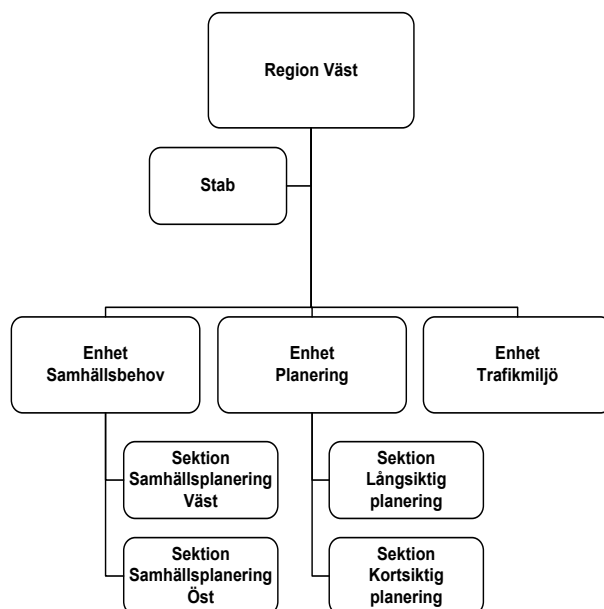 Region Väst
Stab
Enhet
Samhällsbehov
Enhet
Planering
Enhet
Trafikmiljö
Sektion
Samhällsplanering
Väst
Sektion
Långsiktig
planering
Sektion
Samhällsplanering
Öst
Sektion
Kortsiktig
planering